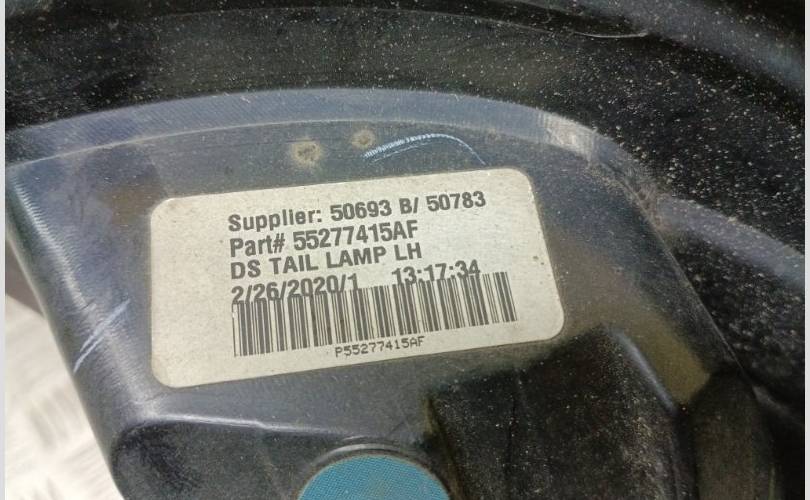 Supplier: 50693 B/ 50783
Part# 55277415AF
DS TAIL LAMP LH
2/26/2020/1 13:17:34
P55277415AF